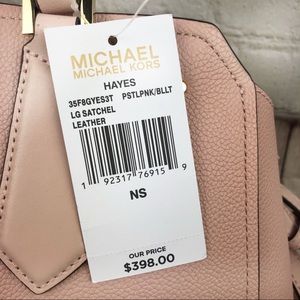 MICHAEL
MICHAEL KORS
HAYES
35F8GYES3T PSTLPNK/BLLT
LG SATCHEL
LEATHER
1 92317 76915 9
NS
OUR PRICE
$398.00